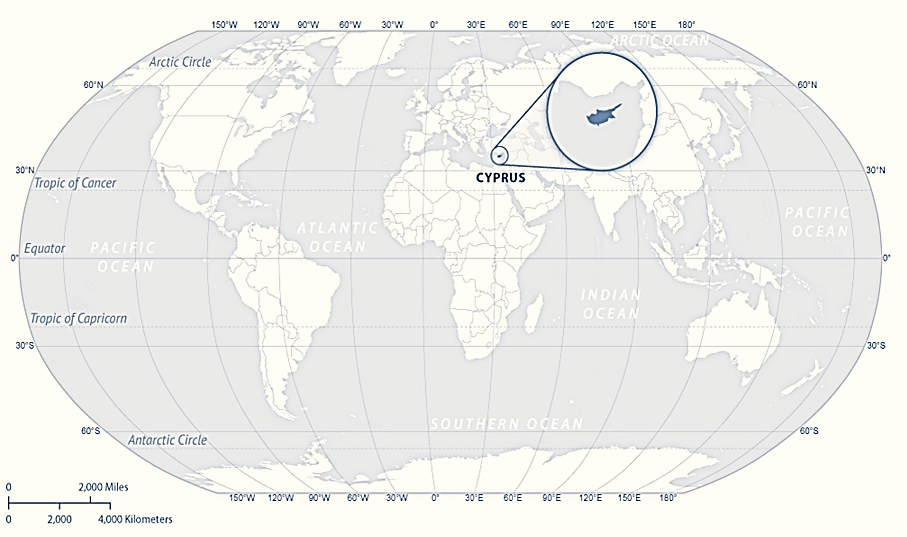 150°W 120°W 90°W 60°W 30°W 0° 30°E 60°E 90°E 120°E 150°E 180°
ARCTIC OCEAN
Arctic Circle
60°N 60°N
CYPRUS
30°N 30°N
Tropic of Cancer
ATLANTIC
OCEAN
PACIFIC
OCEAN
Equator
PACIFIC
OCEAN
0° 0°
INDIAN
OCEAN
Tropic of Capricorn
30°S 30°S
SOUTHERN OCEAN
60°S 60°S
Antarctic Circle
150°W 120°W 90°W 60°W 30°W 0° 30°E 60°E 90°E 120°E 150°E 180°
0 2,000 Miles
0 2,000 4,000 Kilometers